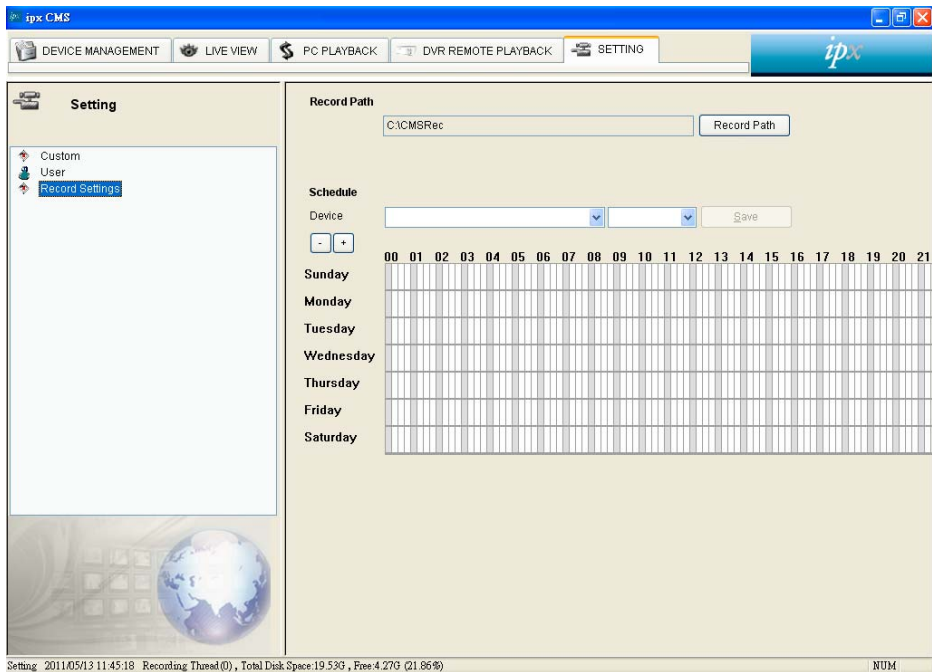 ipx CMS
DEVICE MANAGEMENT
LIVE VIEW
PC PLAYBACK
DVR REMOTE PLAYBACK
SETTING
ipx
Setting
Custom
User
Record Settings
Record Path
C:\CMSRec
Record Path
Schedule
Device
Save
- +
00 01 02 03 04 05 06 07 08 09 10 11 12 13 14 15 16 17 18 19 20 21
Sunday
Monday
Tuesday
Wednesday
Thursday
Friday
Saturday
Setting 2011/05/13 11:45:18 Recording Thread(0) , Total Disk Space:19.53G , Free:4.27G (21.86%)
NUM